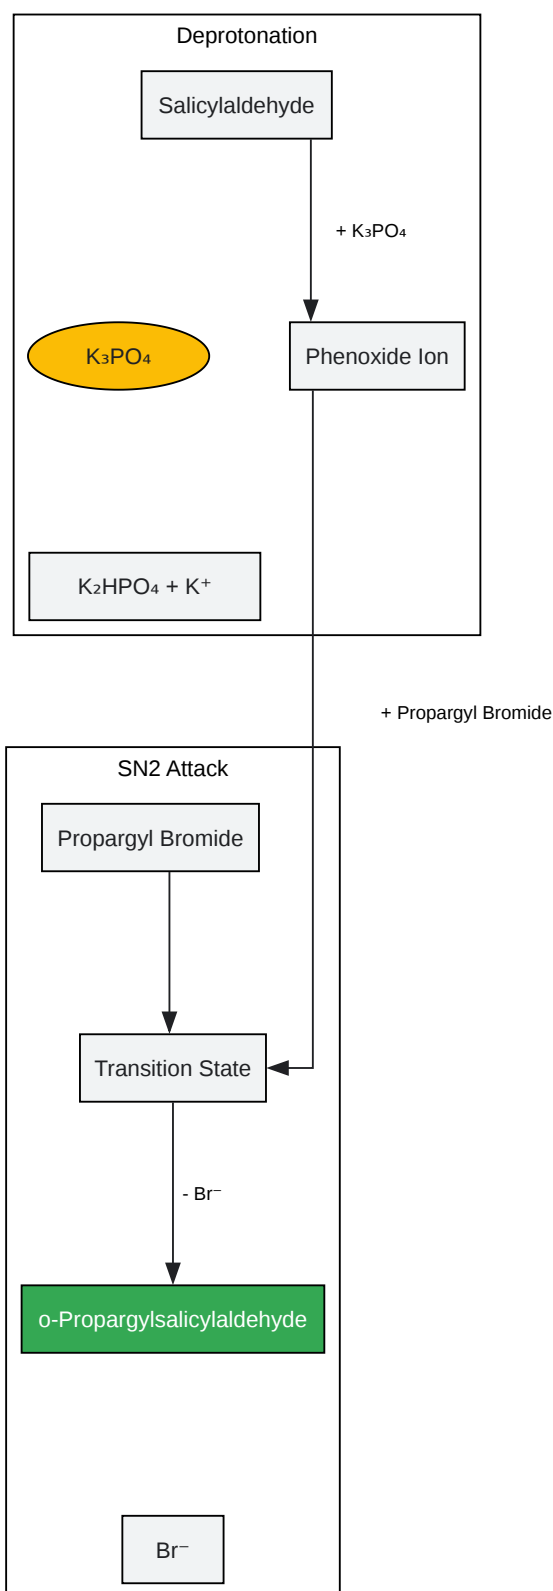 Deprotonation
Salicylaldehyde
+ K₃PO₄
K₃PO₄
Phenoxide Ion
K₂HPO₄ + K⁺
+ Propargyl Bromide
SN2 Attack
Propargyl Bromide
Transition State
- Br⁻
o-Propargylsalicylaldehyde
Br⁻